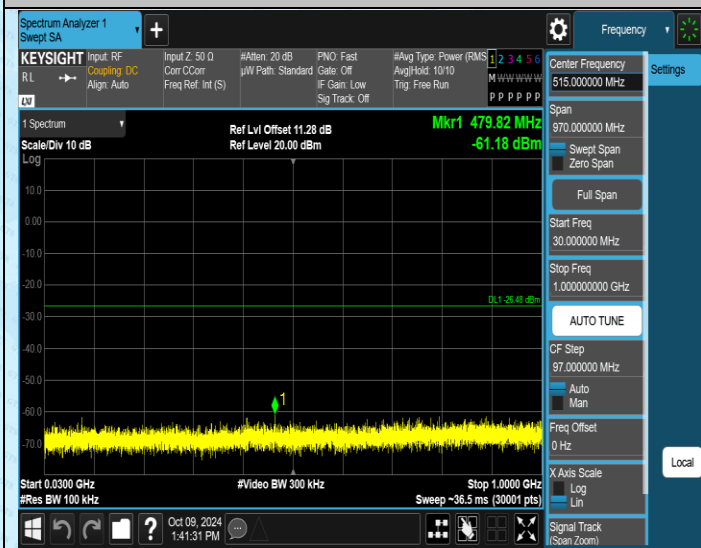 Spectrum Analyzer 1
Swept SA
Frequency
KEYSIGHT
RL
LXI
Input: RF
Coupling: DC
Align: Auto
Input Z: 50 Ω
Corr CCorr
Freq Ref: Int (S)
#Atten: 20 dB
µW Path: Standard
PNO: Fast
Gate: Off
IF Gain: Low
Sig Track: Off
#Avg Type: Power (RMS
Avg|Hold: 10/10
Trig: Free Run
1 2 3 4 5 6
M W W W W W
P P P P P P
Center Frequency
515.000000 MHz
Settings
Span
970.000000 MHz
Swept Span
Zero Span
Full Span
Start Freq
30.000000 MHz
Stop Freq
1.000000000 GHz
AUTO TUNE
CF Step
97.000000 MHz
Auto
Man
Freq Offset
0 Hz
X Axis Scale
Log
Lin
Local
Signal Track
(Span Zoom)
1 Spectrum
Scale/Div 10 dB
Log
Ref Lvl Offset 11.28 dB
Ref Level 20.00 dBm
Mkr1 479.82 MHz
-61.18 dBm
10.0
0.00
-10.0
-20.0
DL1 -26.48 dBm
-30.0
-40.0
-50.0
1
-60.0
-70.0
Start 0.0300 GHz
#Res BW 100 kHz
#Video BW 300 kHz
Stop 1.0000 GHz
Sweep ~36.5 ms (30001 pts)
?
Oct 09, 2024
1:41:31 PM